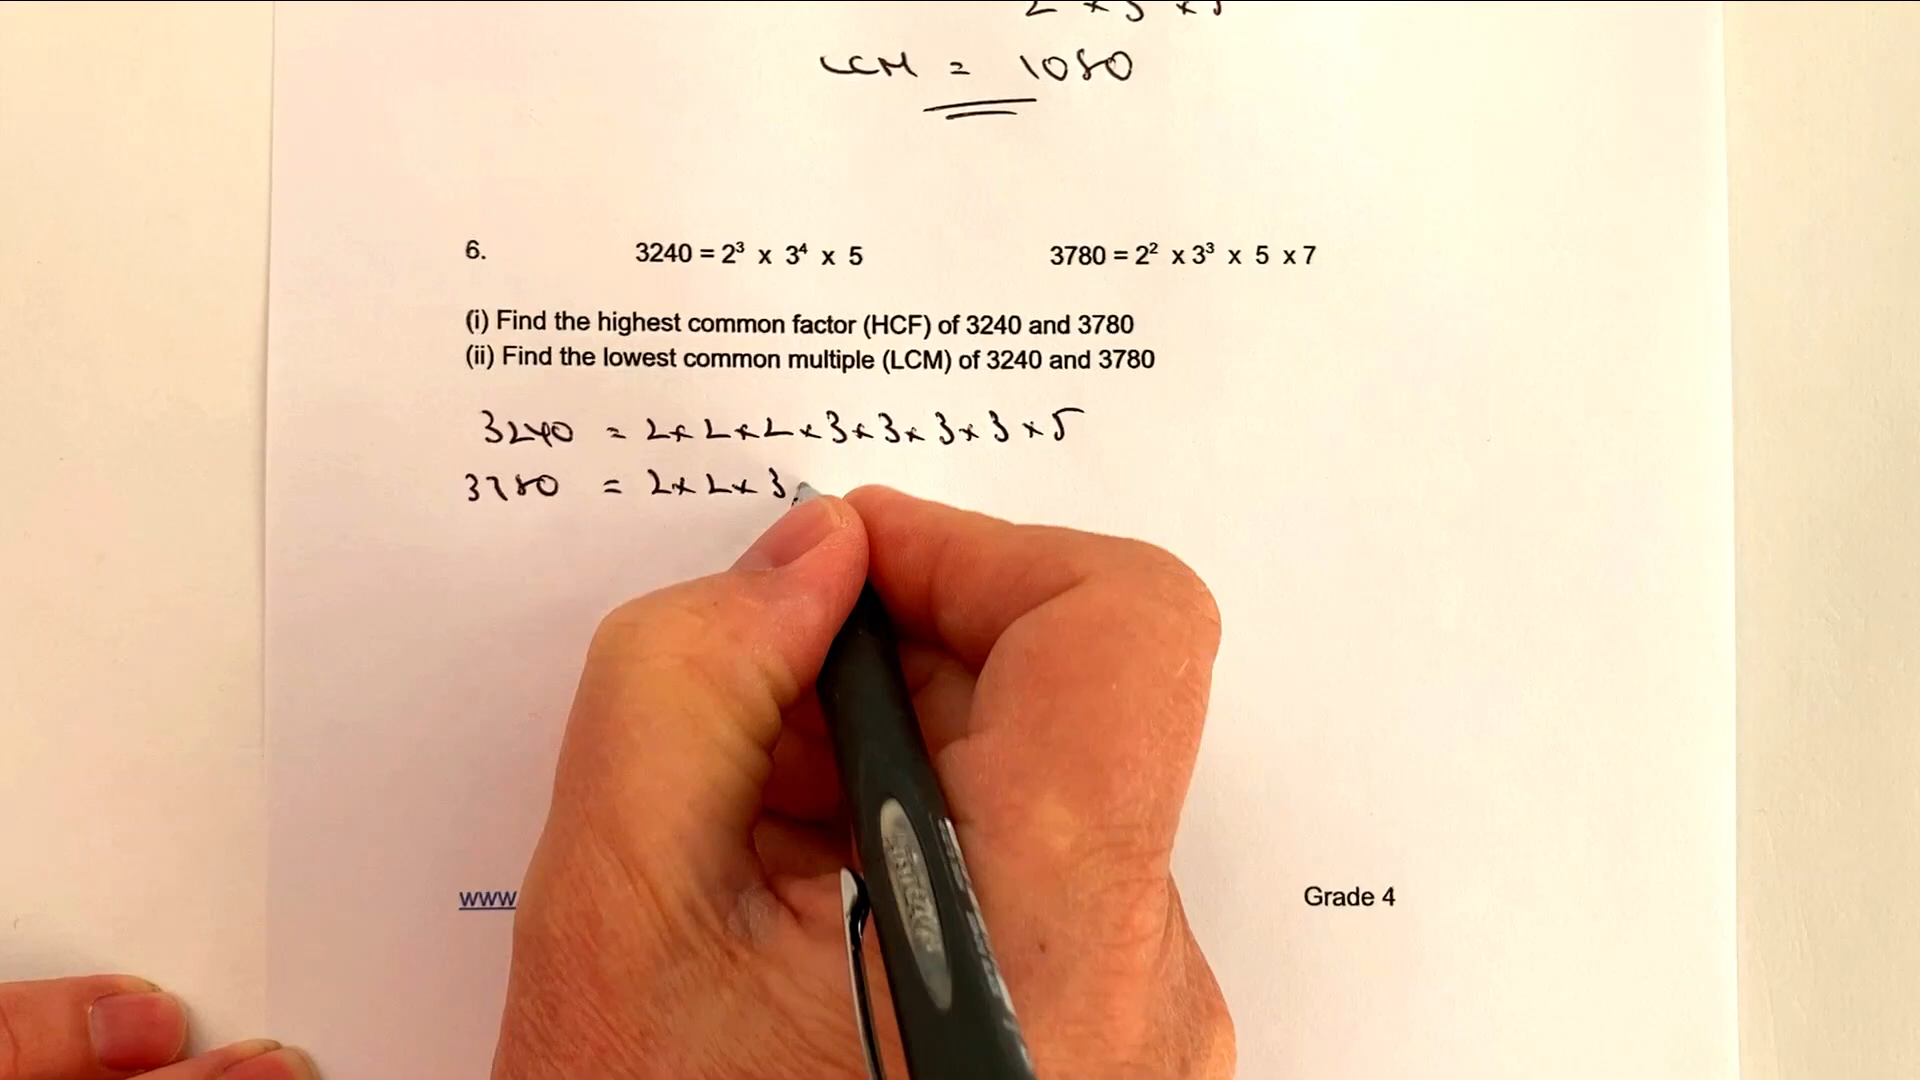 LCM = 1080
6. 3240 = 2³ x 3⁴ x 5 3780 = 2² x 3³ x 5 x 7
(i) Find the highest common factor (HCF) of 3240 and 3780
(ii) Find the lowest common multiple (LCM) of 3240 and 3780
3240 = 2 x 2 x 2 x 3 x 3 x 3 x 3 x 5
3780 = 2 x 2 x 3
www
Grade 4